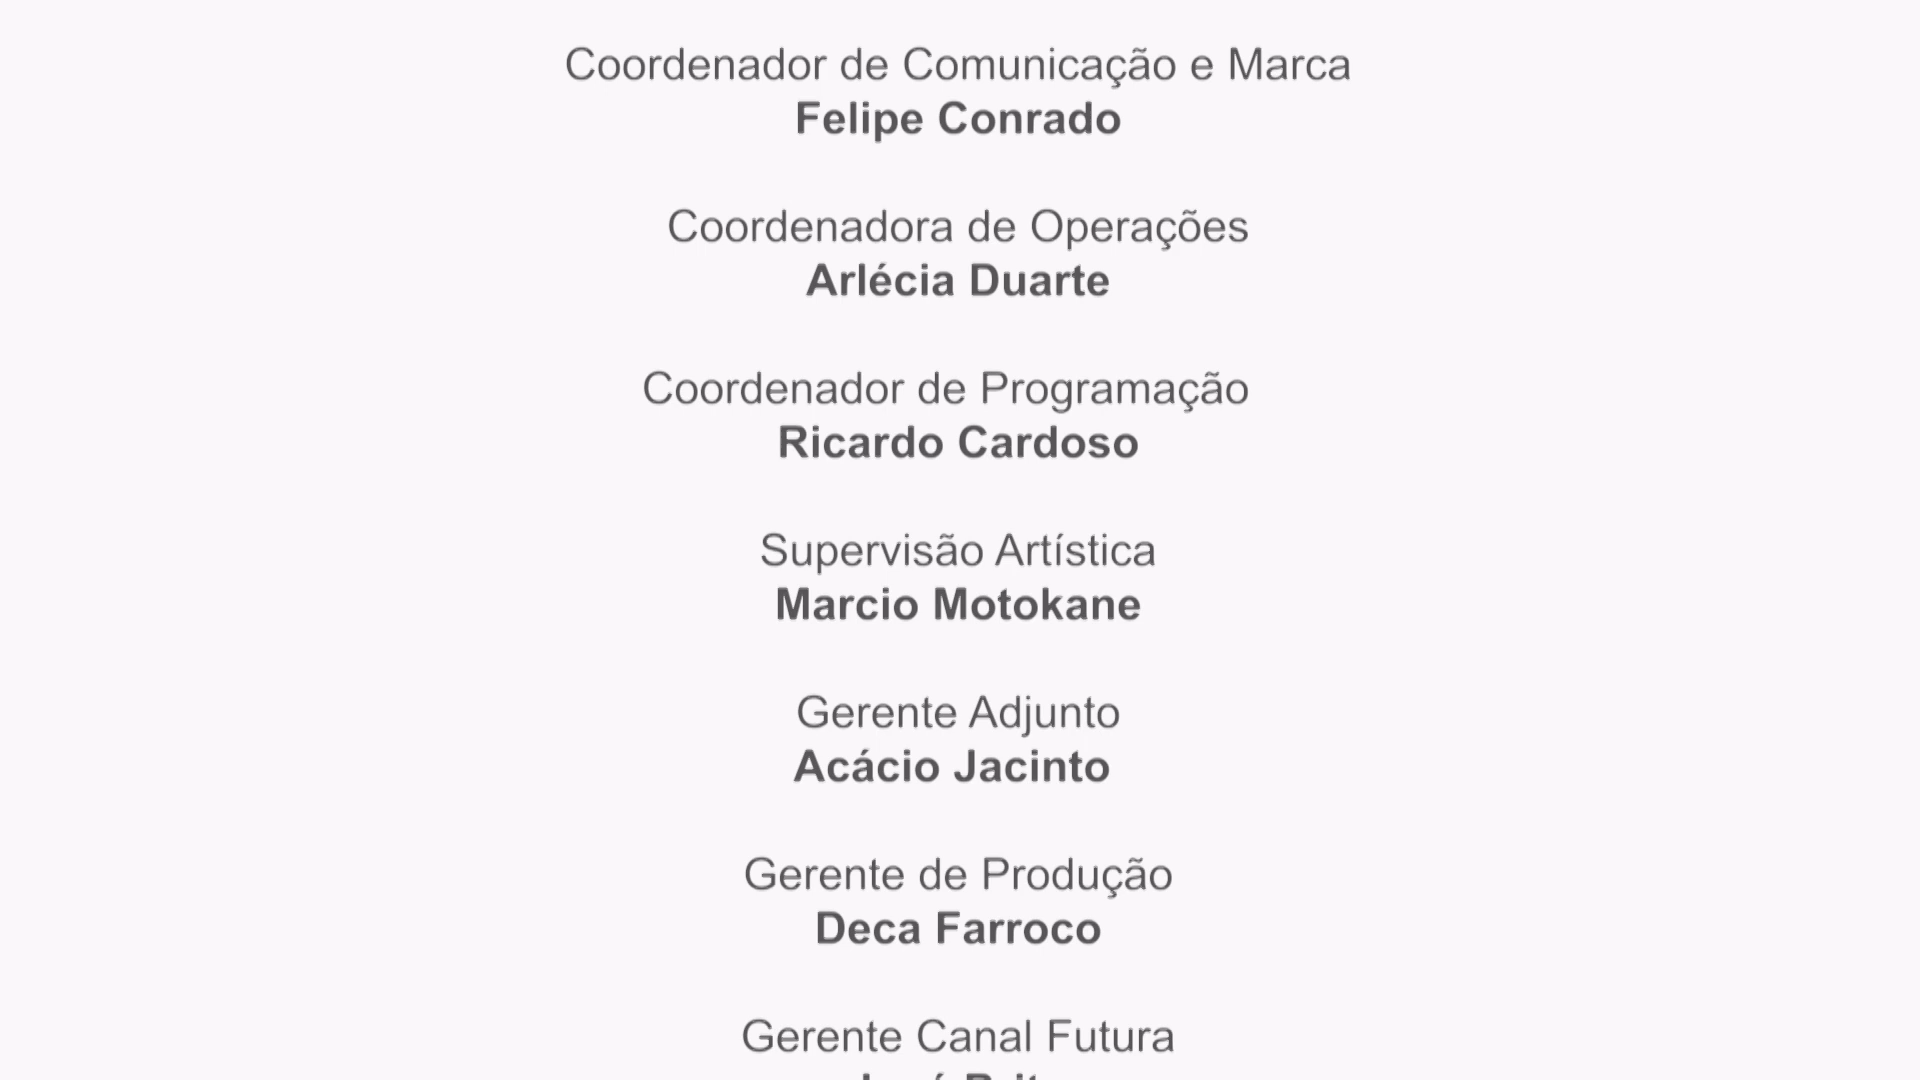 Coordenador de Comunicação e Marca
Felipe Conrado
Coordenadora de Operações
Arlécia Duarte
Coordenador de Programação
Ricardo Cardoso
Supervisão Artística
Marcio Motokane
Gerente Adjunto
Acácio Jacinto
Gerente de Produção
Deca Farroco
Gerente Canal Futura